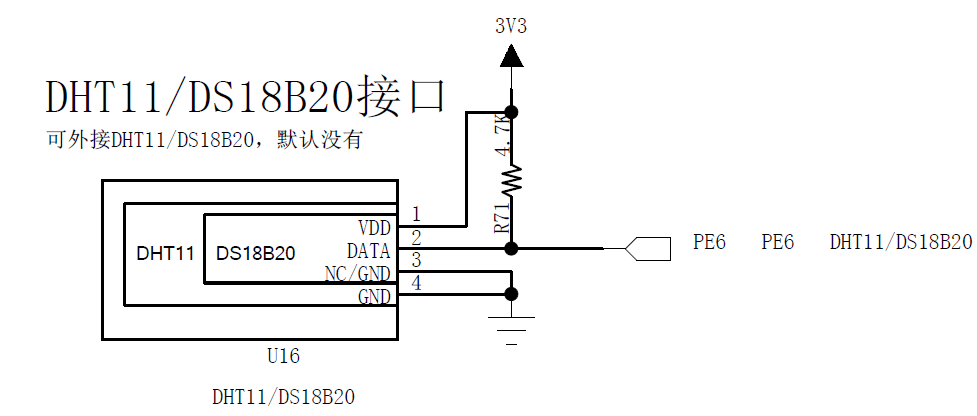 3V3
DHT11/DS18B20接口
可外接DHT11/DS18B20，默认没有
4.7K
R71
1
VDD
2
DATA
3
NC/GND
4
GND
DHT11
DS18B20
PE6 PE6 DHT11/DS18B20
U16
DHT11/DS18B20